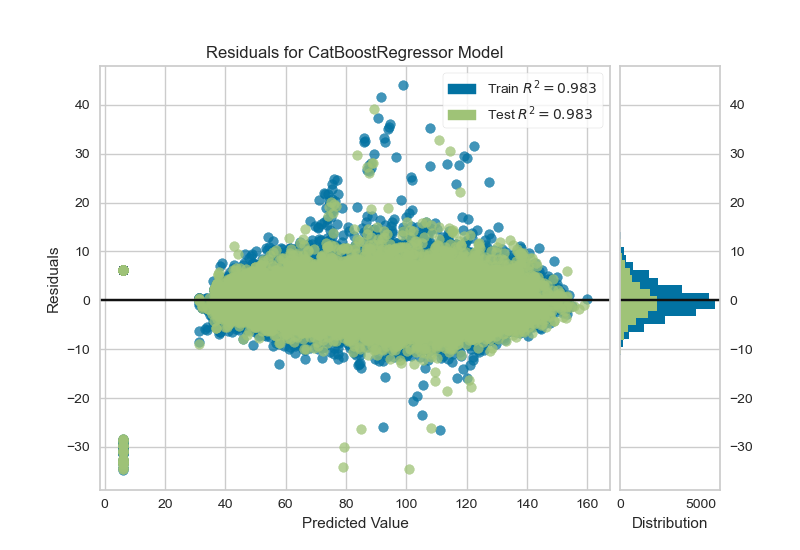 Residuals for CatBoostRegressor Model
Train R² = 0.983
Test R² = 0.983
40
30
20
10
0
−10
−20
−30
Residuals
0 20 40 60 80 100 120 140 160
Predicted Value
40
30
20
10
0
−10
−20
−30
0 5000
Distribution